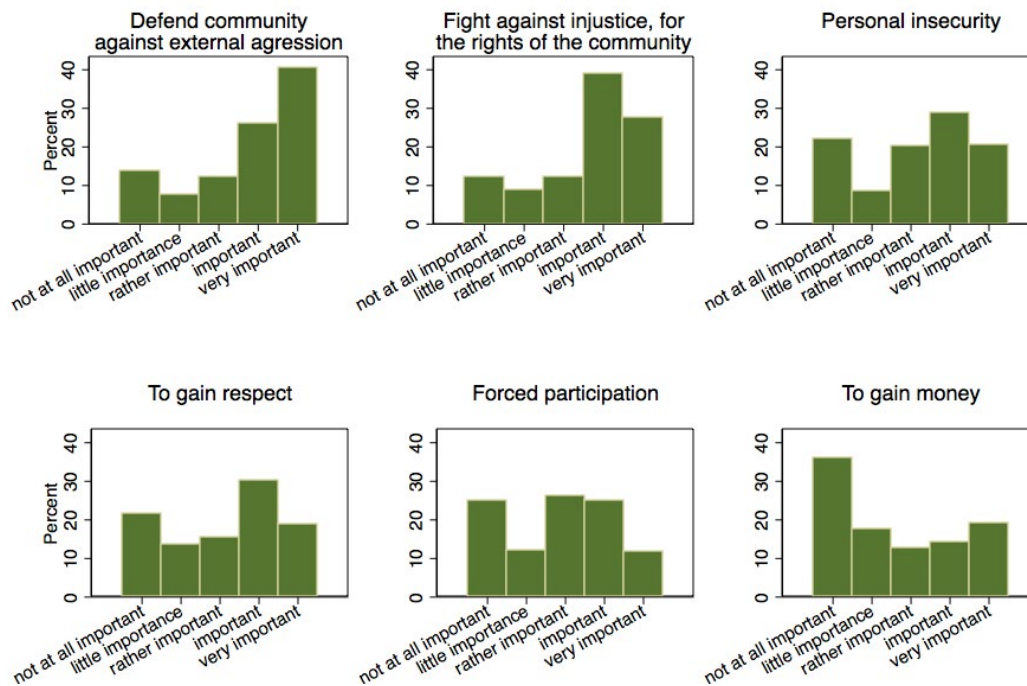 Defend community
against external agression
Fight against injustice, for
the rights of the community
Personal insecurity
Percent
0
10
20
30
40
not at all important
little importance
rather important
important
very important
0
10
20
30
40
not at all important
little importance
rather important
important
very important
0
10
20
30
40
not at all important
little importance
rather important
important
very important
To gain respect
Forced participation
To gain money
Percent
0
10
20
30
40
not at all important
little importance
rather important
important
very important
0
10
20
30
40
not at all important
little importance
rather important
important
very important
0
10
20
30
40
not at all important
little importance
rather important
important
very important